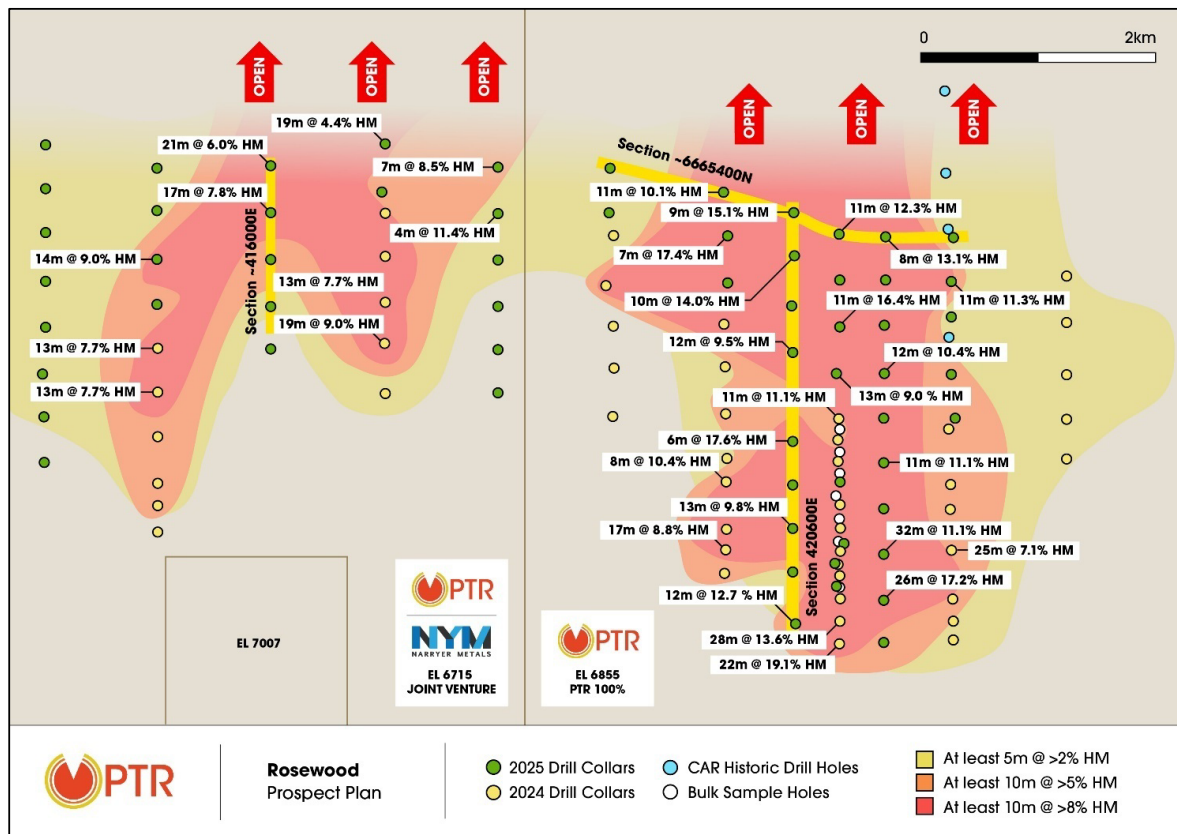 OPEN
OPEN
OPEN
OPEN
OPEN
OPEN
0
2km
19m @ 4.4% HM
21m @ 6.0% HM
7m @ 8.5% HM
17m @ 7.8% HM
4m @ 11.4% HM
14m @ 9.0% HM
Section ~416000E
13m @ 7.7% HM
19m @ 9.0% HM
13m @ 7.7% HM
13m @ 7.7% HM
Section ~6665400N
11m @ 10.1% HM
9m @ 15.1% HM
11m @ 12.3% HM
7m @ 17.4% HM
8m @ 13.1% HM
10m @ 14.0% HM
11m @ 16.4% HM
11m @ 11.3% HM
12m @ 9.5% HM
12m @ 10.4% HM
11m @ 11.1% HM
13m @ 9.0 % HM
6m @ 17.6% HM
8m @ 10.4% HM
11m @ 11.1% HM
13m @ 9.8% HM
17m @ 8.8% HM
32m @ 11.1% HM
25m @ 7.1% HM
Section 420600E
26m @ 17.2% HM
12m @ 12.7 % HM
28m @ 13.6% HM
22m @ 19.1% HM
EL 7007
PTR
NYM
NARRYER METALS
EL 6715
JOINT VENTURE
PTR
EL 6855
PTR 100%
PTR
Rosewood
Prospect Plan
2025 Drill Collars
2024 Drill Collars
CAR Historic Drill Holes
Bulk Sample Holes
At least 5m @ >2% HM
At least 10m @ >5% HM
At least 10m @ >8% HM